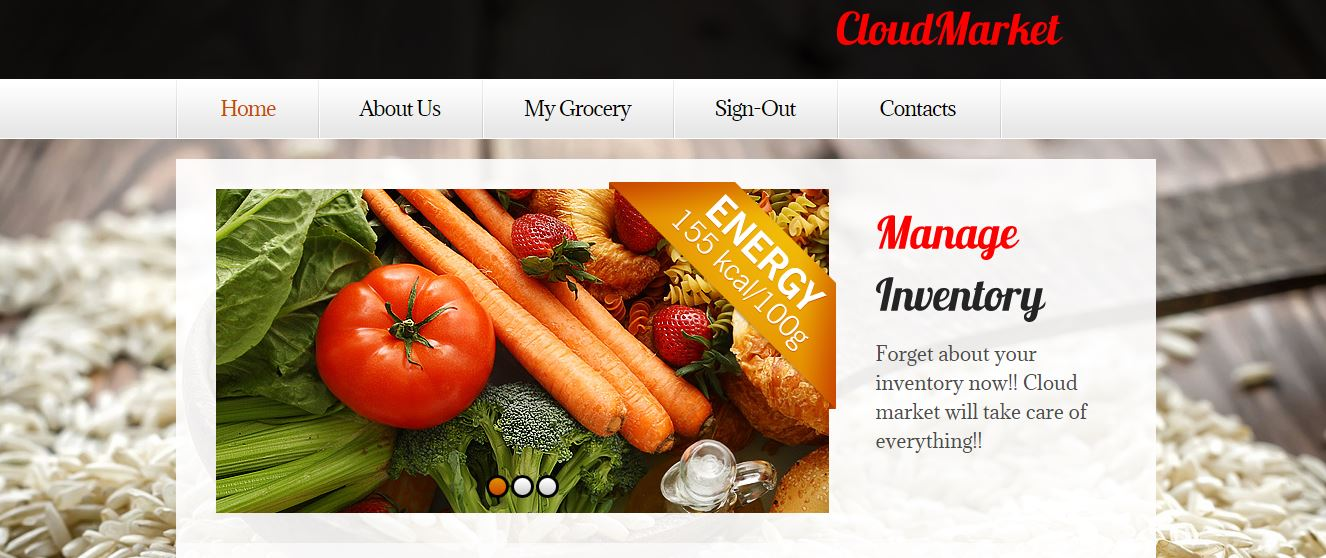 CloudMarket
Home
About Us
My Grocery
Sign-Out
Contacts
ENERGY
155 kcal/100g
Manage
Inventory
Forget about your
inventory now!! Cloud
market will take care of
everything!!